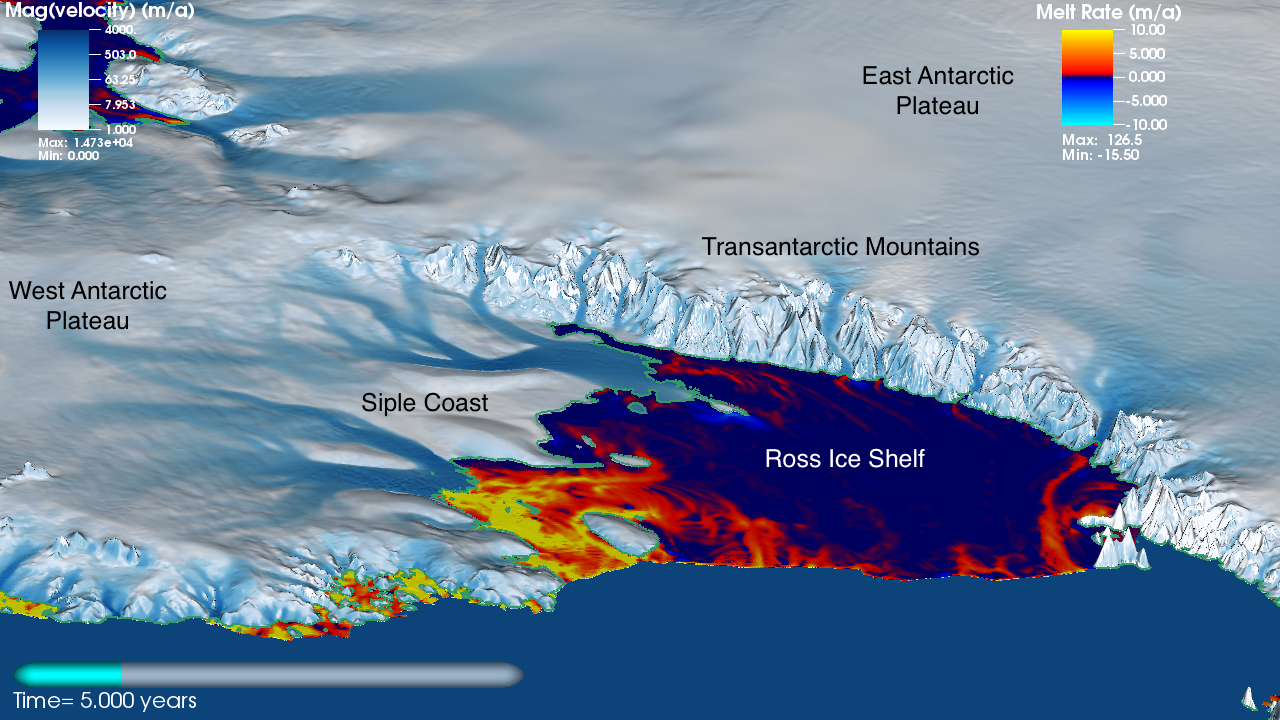 Mag(velocity) (m/a)
4000.
503.0
63.25
7.953
1.000
Max: 1.473e+04
Min: 0.000
Melt Rate (m/a)
10.00
5.000
0.000
-5.000
-10.00
Max: 126.5
Min: -15.50
East Antarctic
Plateau
Transantarctic Mountains
West Antarctic
Plateau
Siple Coast
Ross Ice Shelf
Time= 5.000 years